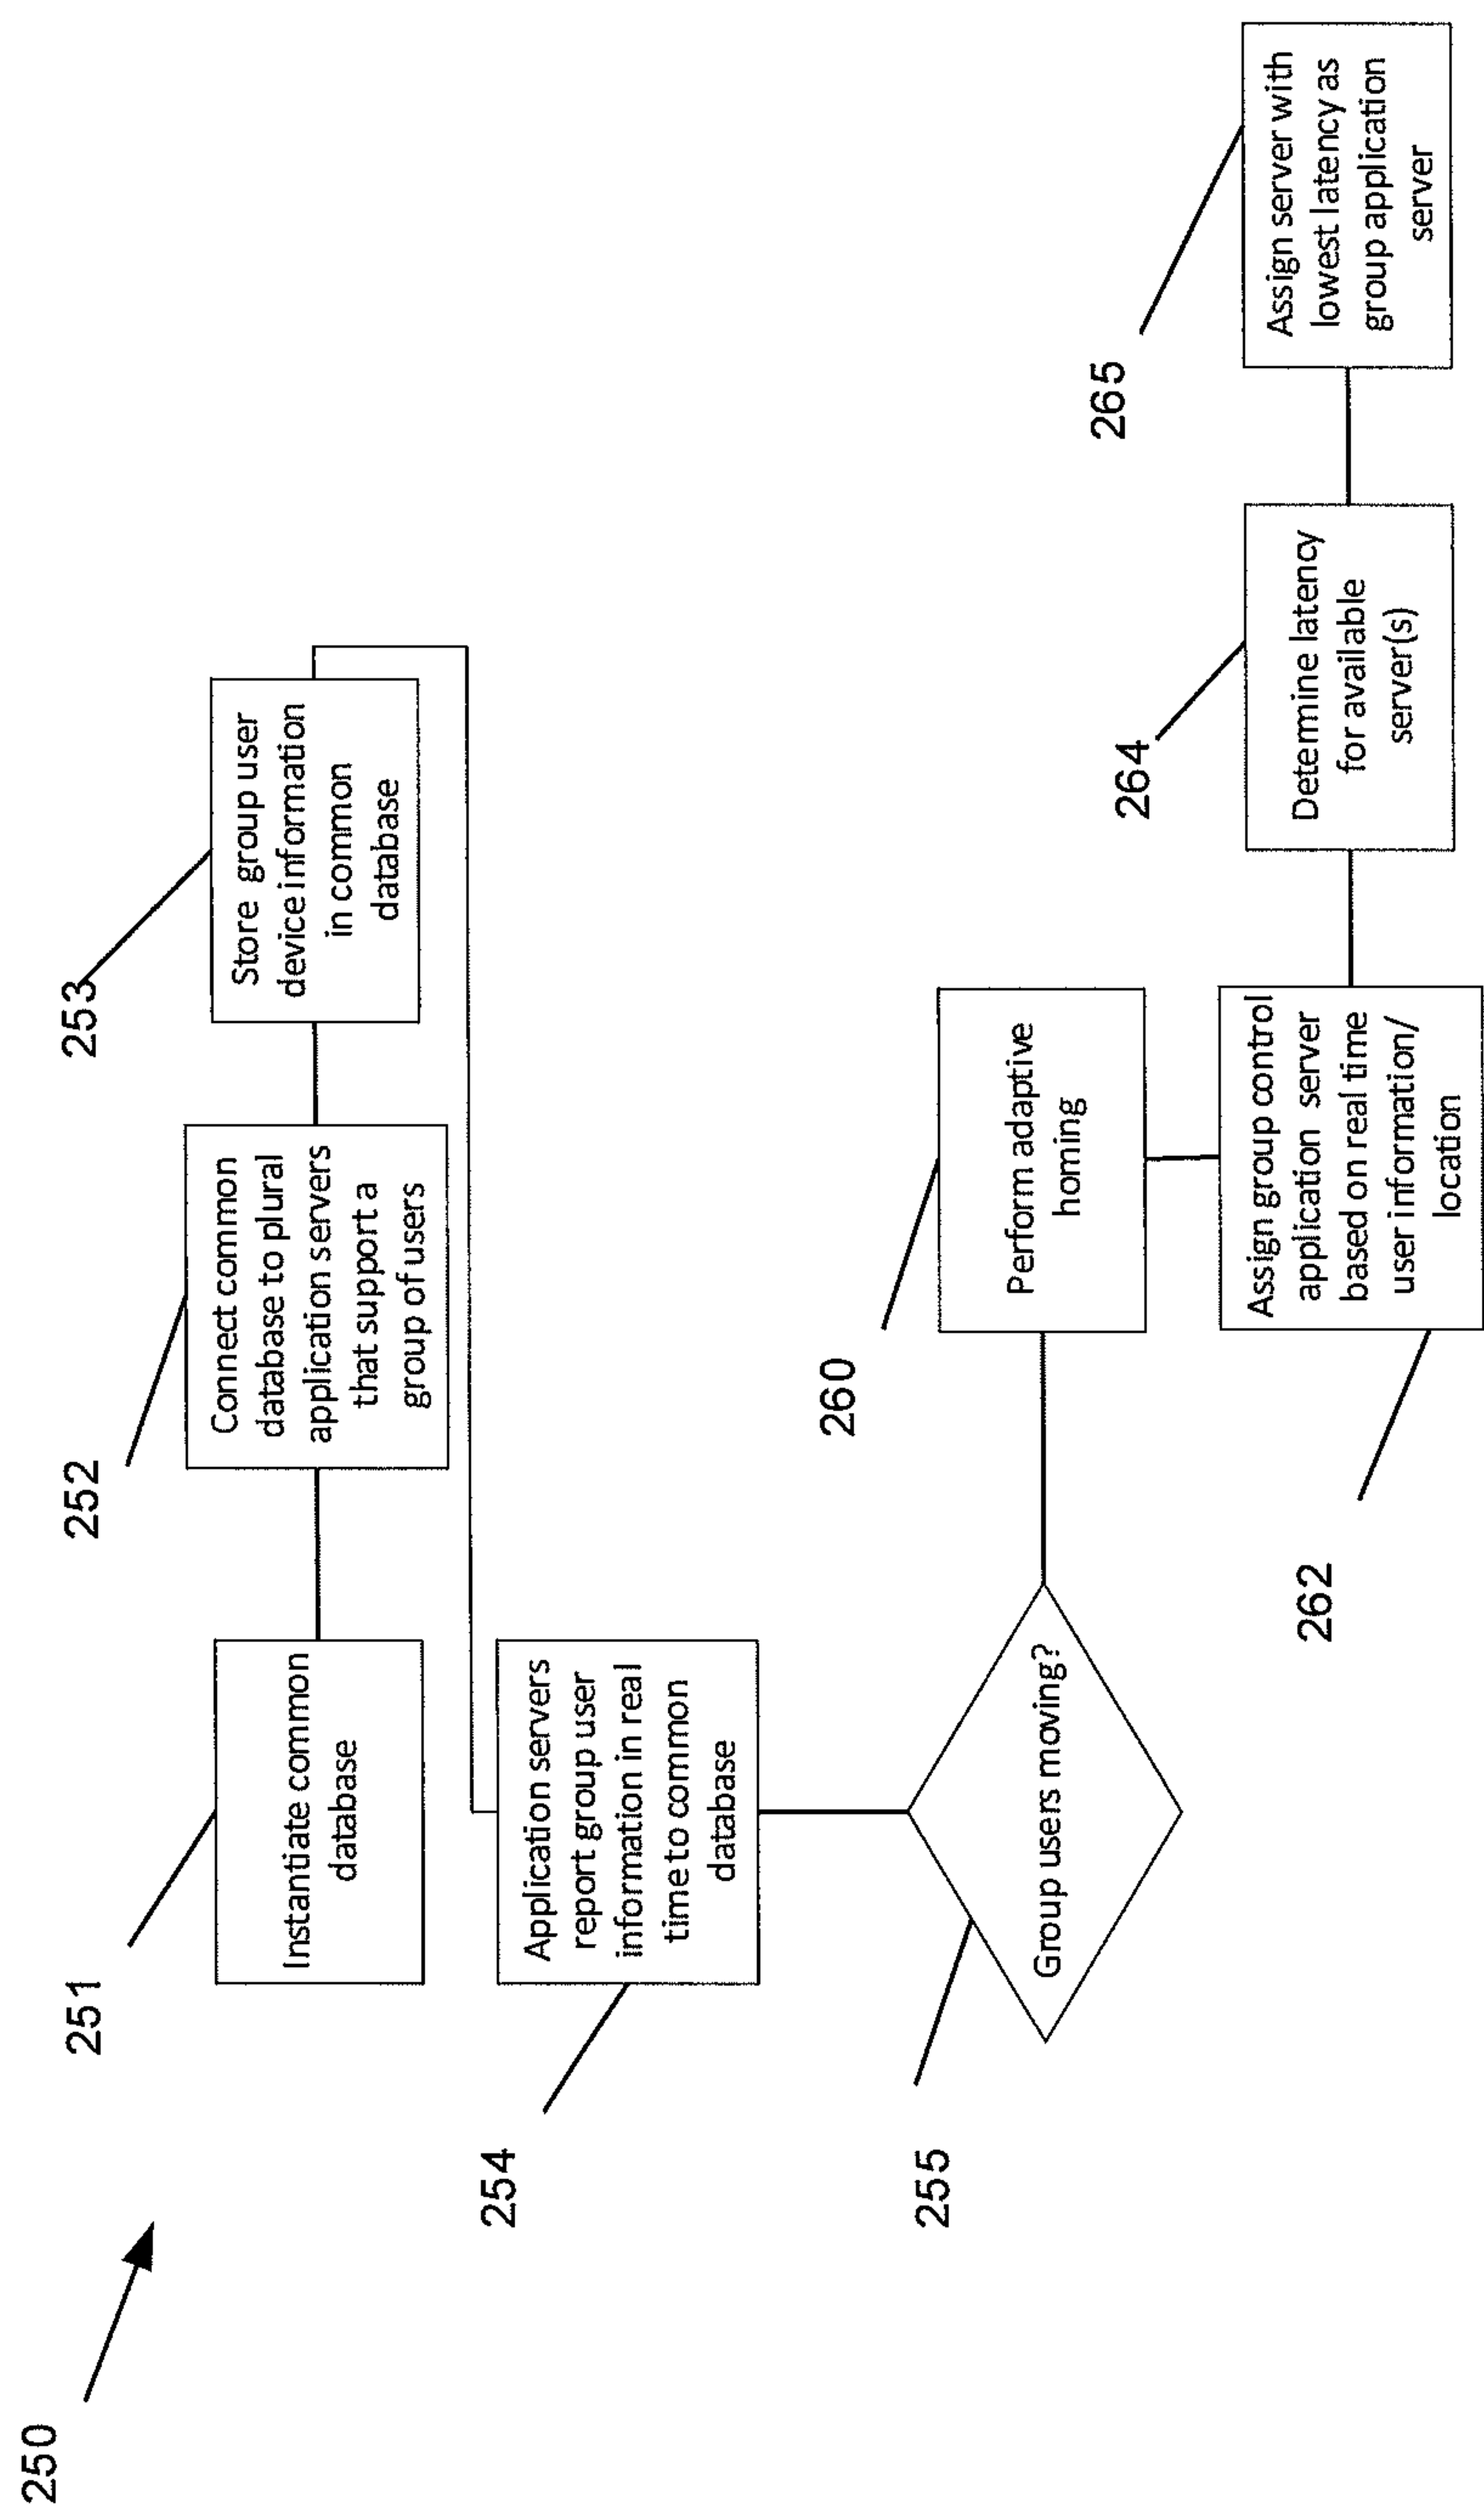 250
251
Instantiate common
database
252
Connect common
database to plural
application servers
that support a
group of users
253
Store group user
device information
in common
database
254
Application servers
report group user
information in real
time to common
database
255
Group users moving?
260
Perform adaptive
homing
262
Assign group control
application server
based on real time
user information/
location
264
Determine latency
for available
server(s)
265
Assign server with
lowest latency as
group application
server